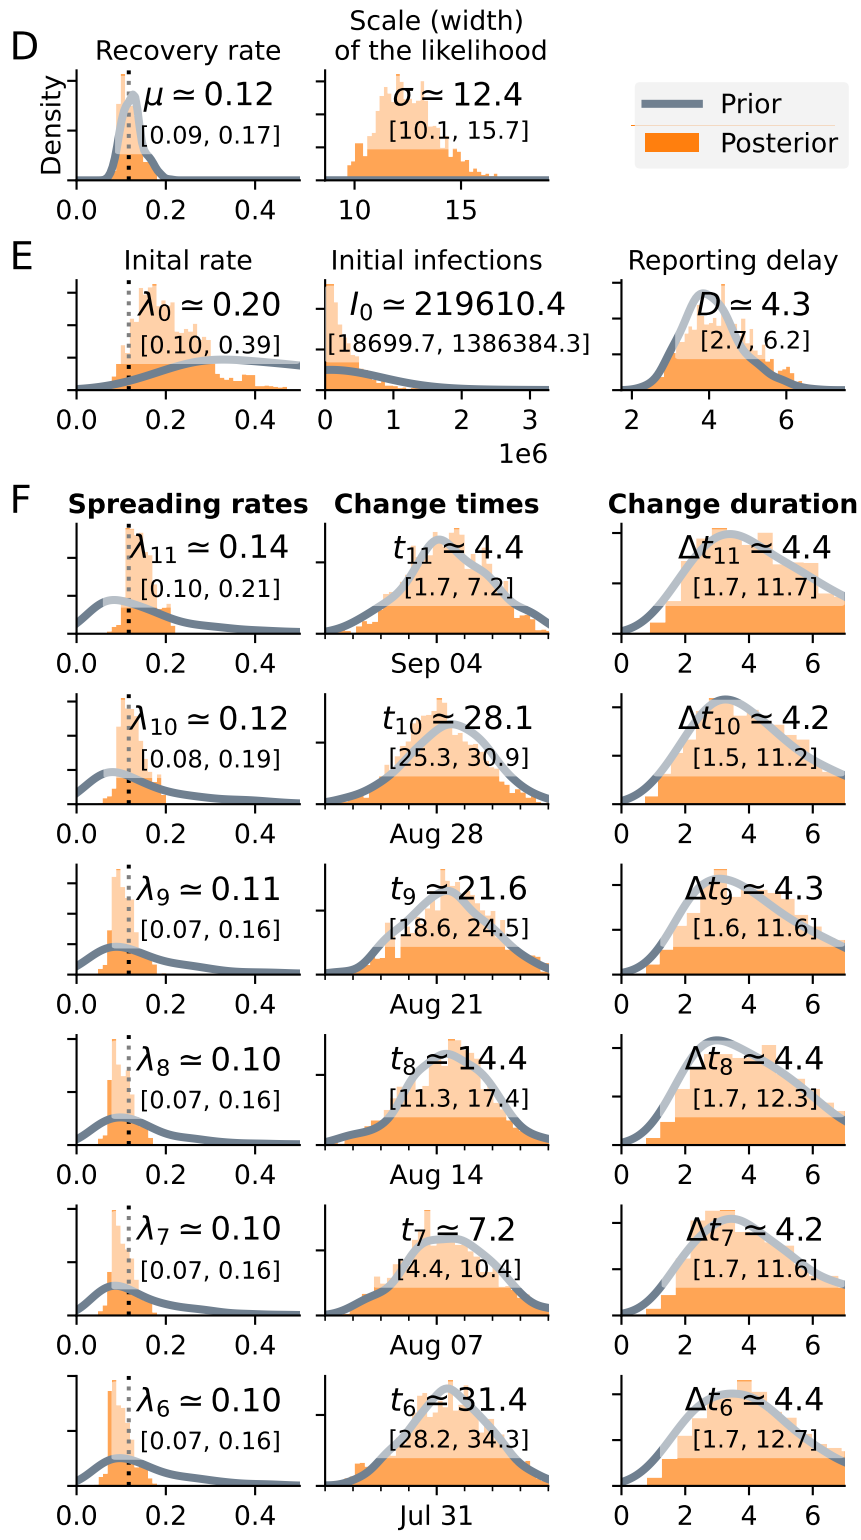 D
Recovery rate
Scale (width)
of the likelihood
Density
μ ≃ 0.12
[0.09, 0.17]
σ ≃ 12.4
[10.1, 15.7]
Prior
Posterior
0.0 0.2 0.4
10 15
E
Inital rate
Initial infections
Reporting delay
λ0 ≃ 0.20
[0.10, 0.39]
I0 ≃ 219610.4
[18699.7, 1386384.3]
D ≃ 4.3
[2.7, 6.2]
0.0 0.2 0.4
0 1 2 3
1e6
2 4 6
F
Spreading rates
Change times
Change duration
λ11 ≃ 0.14
[0.10, 0.21]
t11 ≃ 4.4
[1.7, 7.2]
Δt11 ≃ 4.4
[1.7, 11.7]
0.0 0.2 0.4
Sep 04
0 2 4 6
λ10 ≃ 0.12
[0.08, 0.19]
t10 ≃ 28.1
[25.3, 30.9]
Δt10 ≃ 4.2
[1.5, 11.2]
0.0 0.2 0.4
Aug 28
0 2 4 6
λ9 ≃ 0.11
[0.07, 0.16]
t9 ≃ 21.6
[18.6, 24.5]
Δt9 ≃ 4.3
[1.6, 11.6]
0.0 0.2 0.4
Aug 21
0 2 4 6
λ8 ≃ 0.10
[0.07, 0.16]
t8 ≃ 14.4
[11.3, 17.4]
Δt8 ≃ 4.4
[1.7, 12.3]
0.0 0.2 0.4
Aug 14
0 2 4 6
λ7 ≃ 0.10
[0.07, 0.16]
t7 ≃ 7.2
[4.4, 10.4]
Δt7 ≃ 4.2
[1.7, 11.6]
0.0 0.2 0.4
Aug 07
0 2 4 6
λ6 ≃ 0.10
[0.07, 0.16]
t6 ≃ 31.4
[28.2, 34.3]
Δt6 ≃ 4.4
[1.7, 12.7]
0.0 0.2 0.4
Jul 31
0 2 4 6